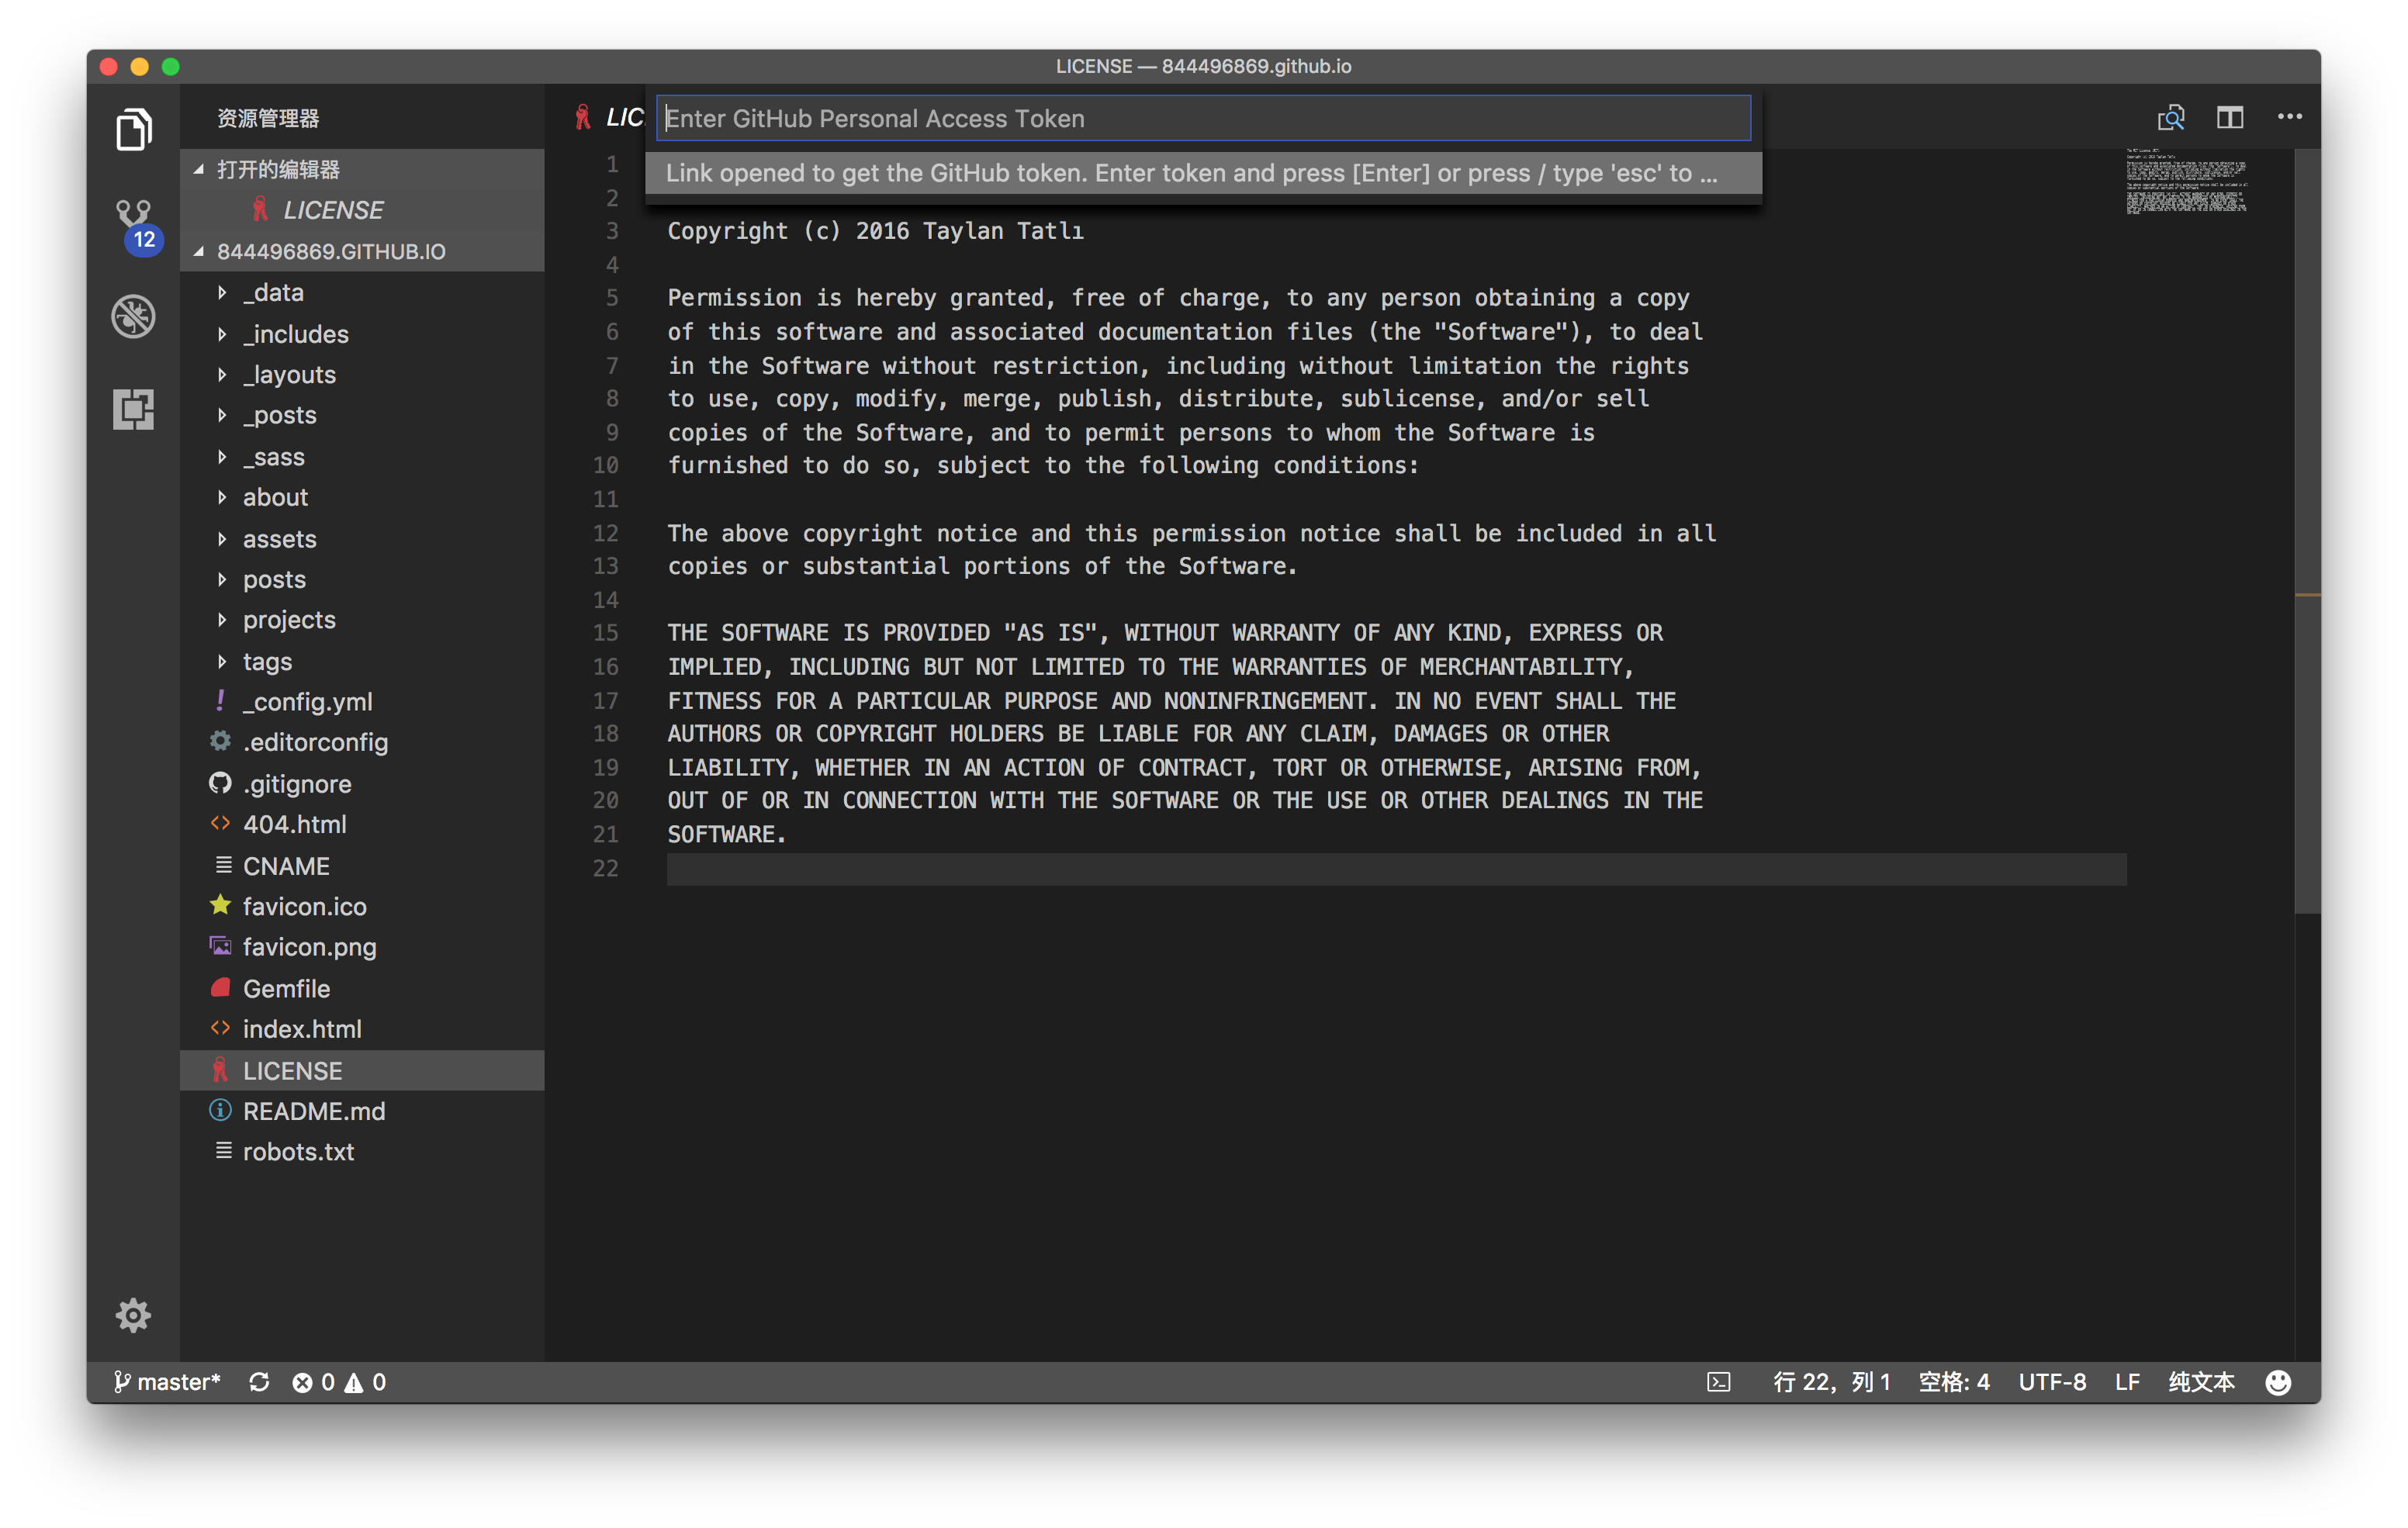 LICENSE — 844496869.github.io
资源管理器
打开的编辑器
LICENSE
844496869.GITHUB.IO
_data
_includes
_layouts
_posts
_sass
about
assets
posts
projects
tags
_config.yml
.editorconfig
.gitignore
404.html
CNAME
favicon.ico
favicon.png
Gemfile
index.html
LICENSE
README.md
robots.txt
12
LIC
Enter GitHub Personal Access Token
Link opened to get the GitHub token. Enter token and press [Enter] or press / type 'esc' to ...
1
2
3 Copyright (c) 2016 Taylan Tatlı
4
5 Permission is hereby granted, free of charge, to any person obtaining a copy
6 of this software and associated documentation files (the "Software"), to deal
7 in the Software without restriction, including without limitation the rights
8 to use, copy, modify, merge, publish, distribute, sublicense, and/or sell
9 copies of the Software, and to permit persons to whom the Software is
10 furnished to do so, subject to the following conditions:
11
12 The above copyright notice and this permission notice shall be included in all
13 copies or substantial portions of the Software.
14
15 THE SOFTWARE IS PROVIDED "AS IS", WITHOUT WARRANTY OF ANY KIND, EXPRESS OR
16 IMPLIED, INCLUDING BUT NOT LIMITED TO THE WARRANTIES OF MERCHANTABILITY,
17 FITNESS FOR A PARTICULAR PURPOSE AND NONINFRINGEMENT. IN NO EVENT SHALL THE
18 AUTHORS OR COPYRIGHT HOLDERS BE LIABLE FOR ANY CLAIM, DAMAGES OR OTHER
19 LIABILITY, WHETHER IN AN ACTION OF CONTRACT, TORT OR OTHERWISE, ARISING FROM,
20 OUT OF OR IN CONNECTION WITH THE SOFTWARE OR THE USE OR OTHER DEALINGS IN THE
21 SOFTWARE.
22
master* 0 0 行 22，列 1 空格: 4 UTF-8 LF 纯文本